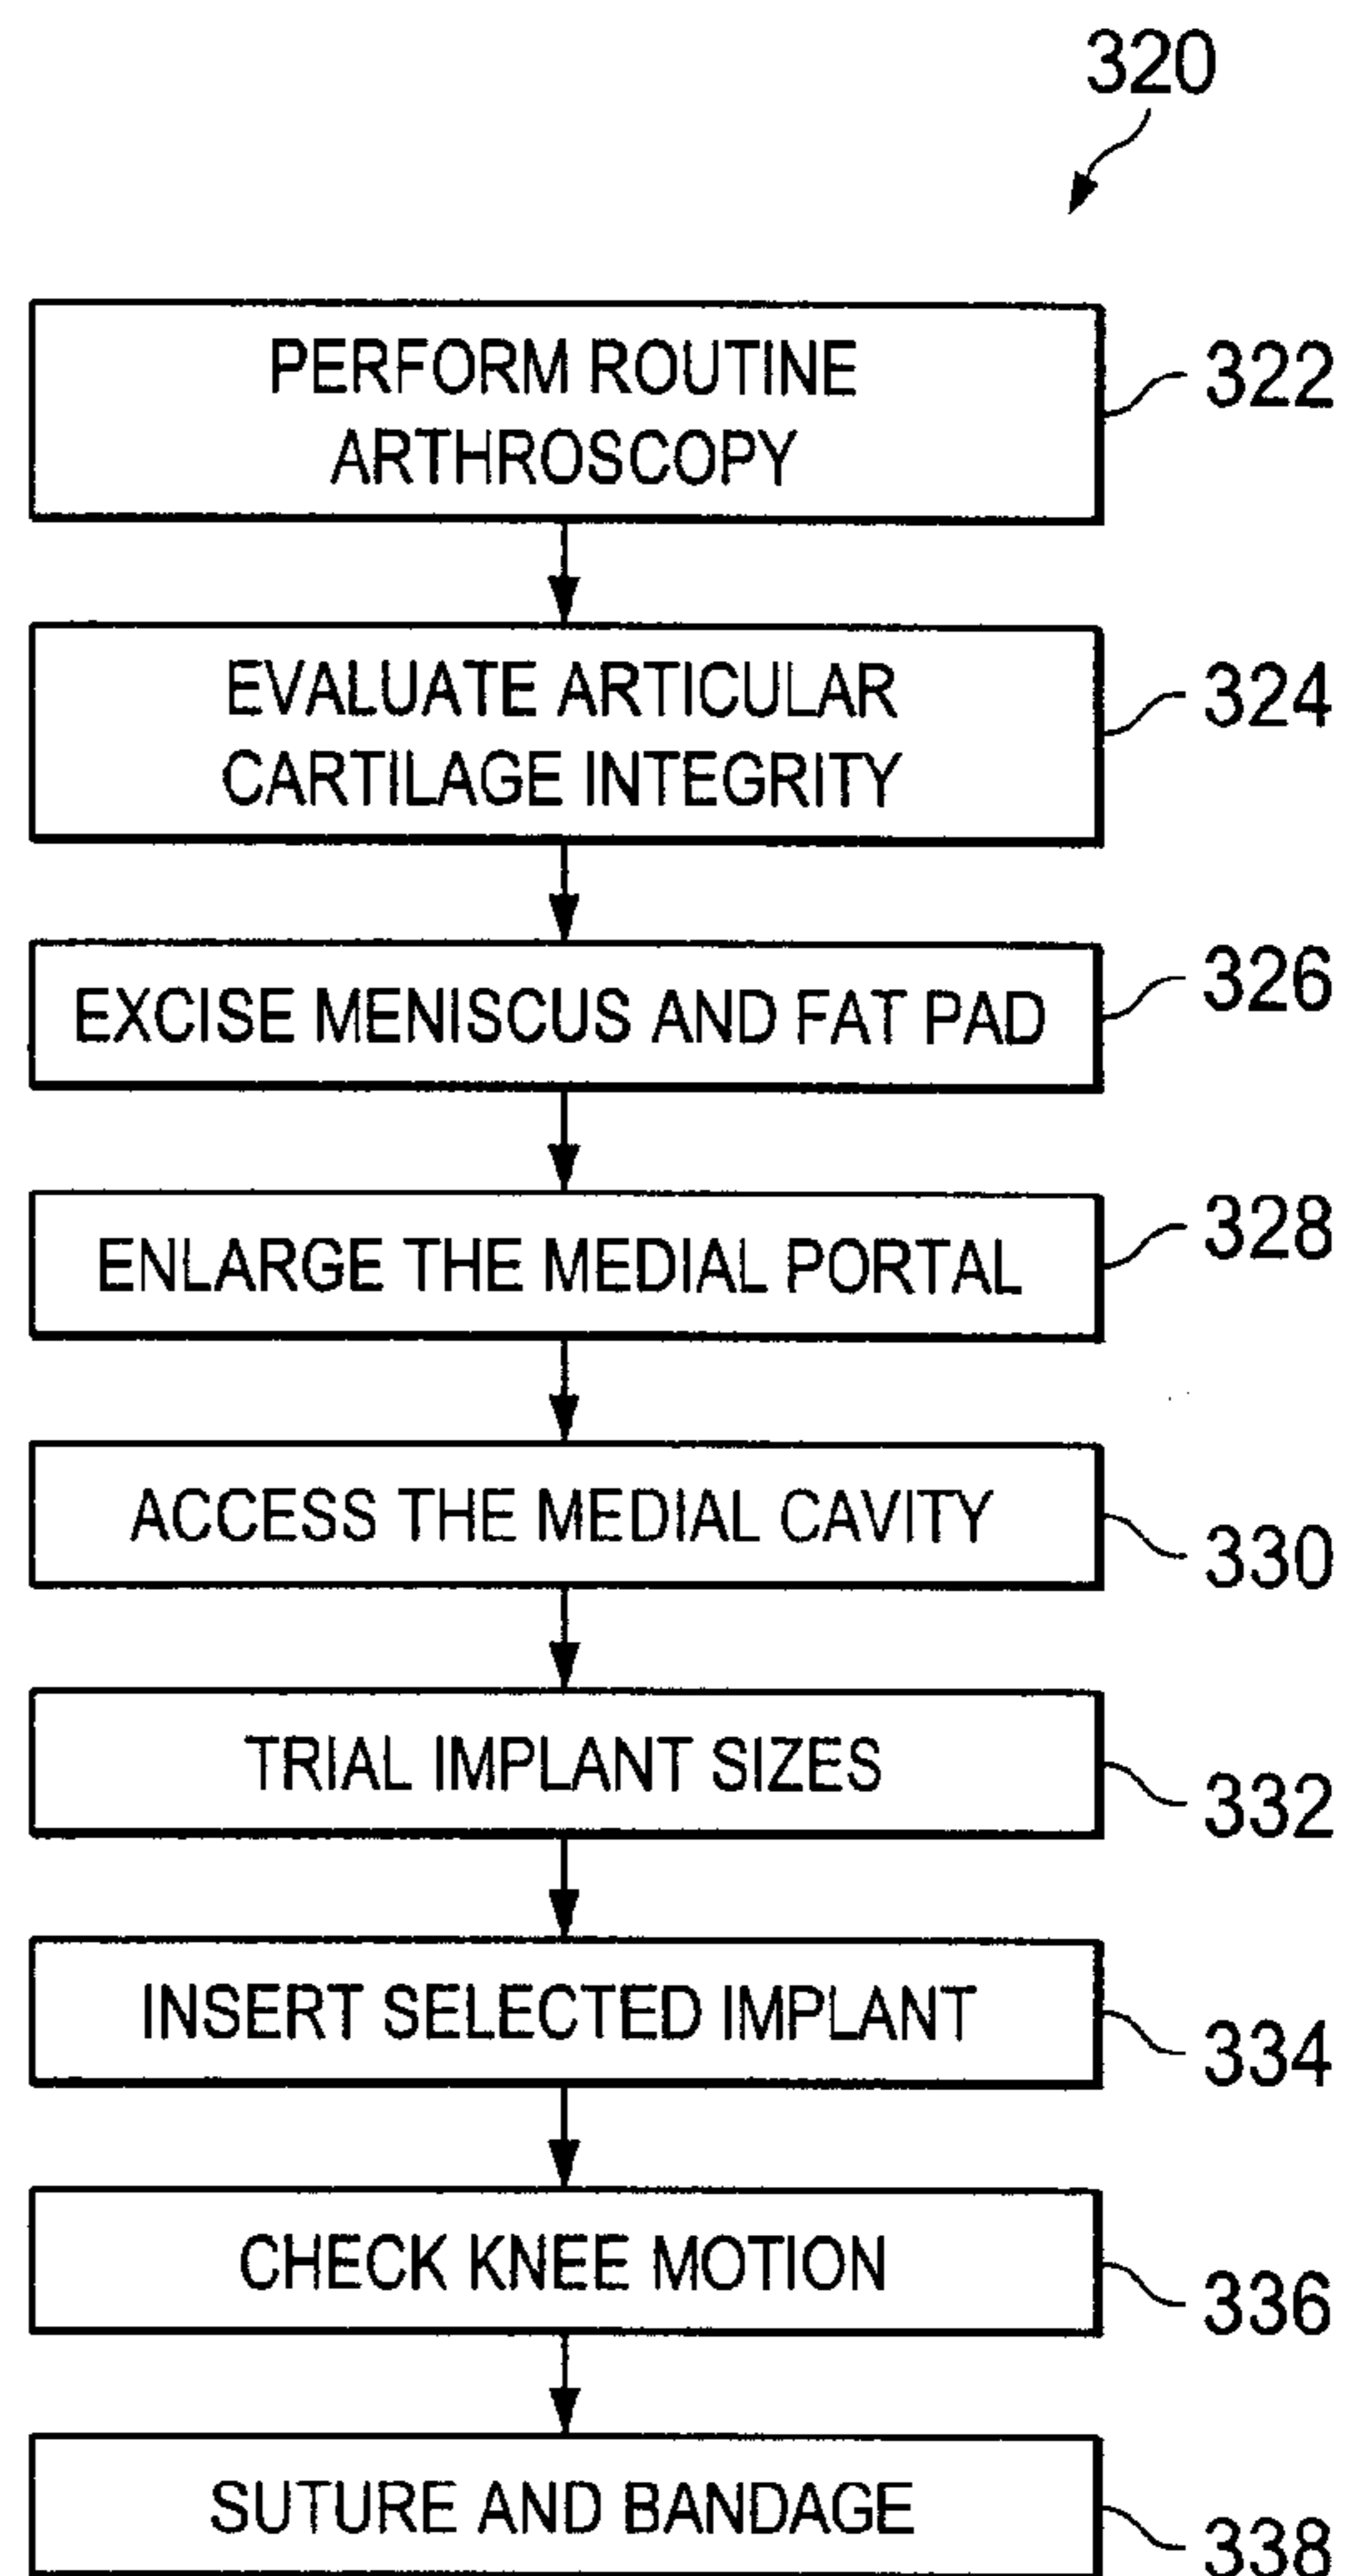 320
PERFORM ROUTINE
ARTHROSCOPY
322
EVALUATE ARTICULAR
CARTILAGE INTEGRITY
324
EXCISE MENISCUS AND FAT PAD
326
ENLARGE THE MEDIAL PORTAL
328
ACCESS THE MEDIAL CAVITY
330
TRIAL IMPLANT SIZES
332
INSERT SELECTED IMPLANT
334
CHECK KNEE MOTION
336
SUTURE AND BANDAGE
338